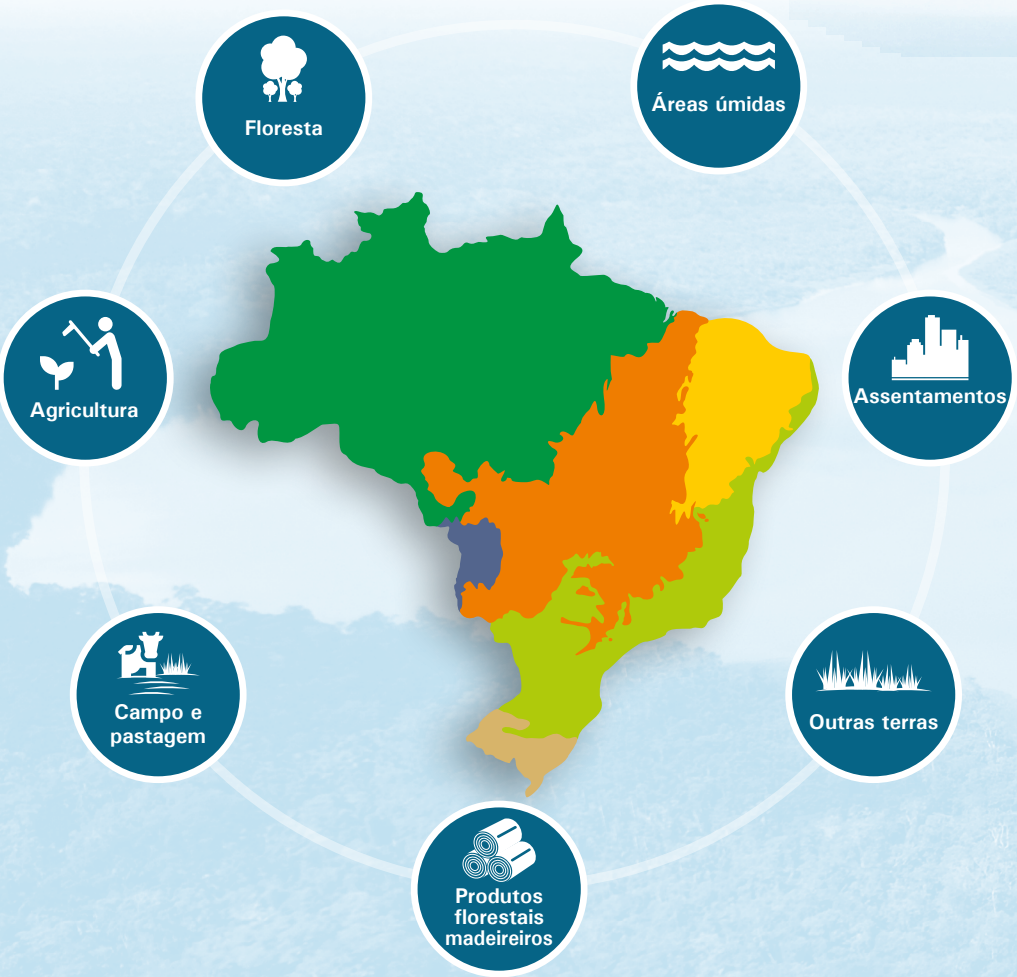 Floresta
Áreas úmidas
Agricultura
Assentamentos
Campo e
pastagem
Outras terras
Produtos
florestais
madeireiros